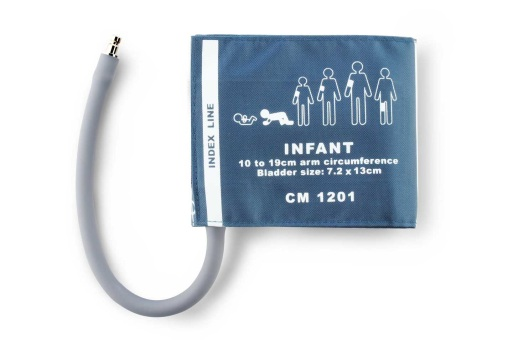 INDEX LINE
INFANT
10 to 19cm arm circumference
Bladder size: 7.2 x 13cm
CM 1201